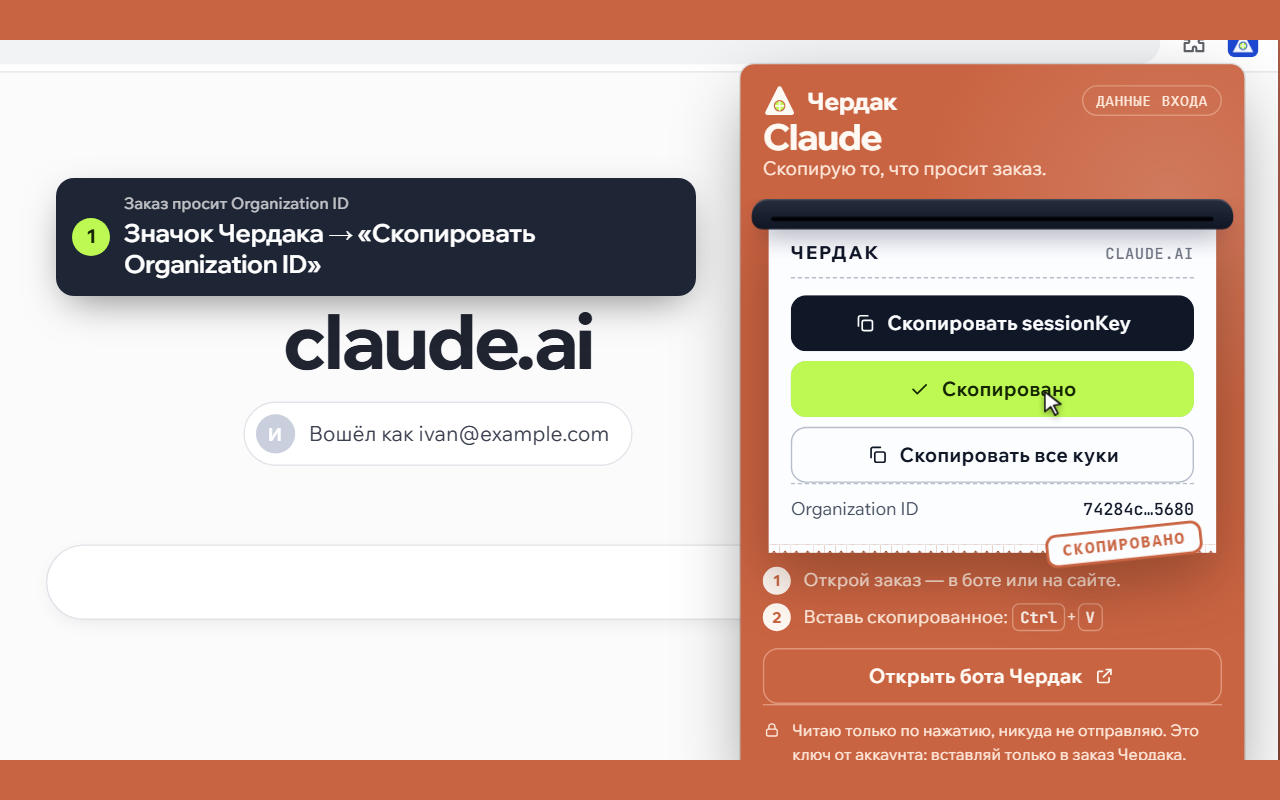 Заказ просит Organization ID
1
Значок Чердака → «Скопировать
Organization ID»
claude.ai
И
Вошёл как ivan@example.com
Чердак
ДАННЫЕ ВХОДА
Claude
Скопирую то, что просит заказ.
ЧЕРДАК
CLAUDE.AI
Скопировать sessionKey
Скопировано
Скопировать все куки
Organization ID
74284c…5680
СКОПИРОВАНО
1 Открой заказ — в боте или на сайте.
2 Вставь скопированное: Ctrl + V
Открыть бота Чердак
Читаю только по нажатию, никуда не отправляю. Это
ключ от аккаунта: вставляй только в заказ Чердака.